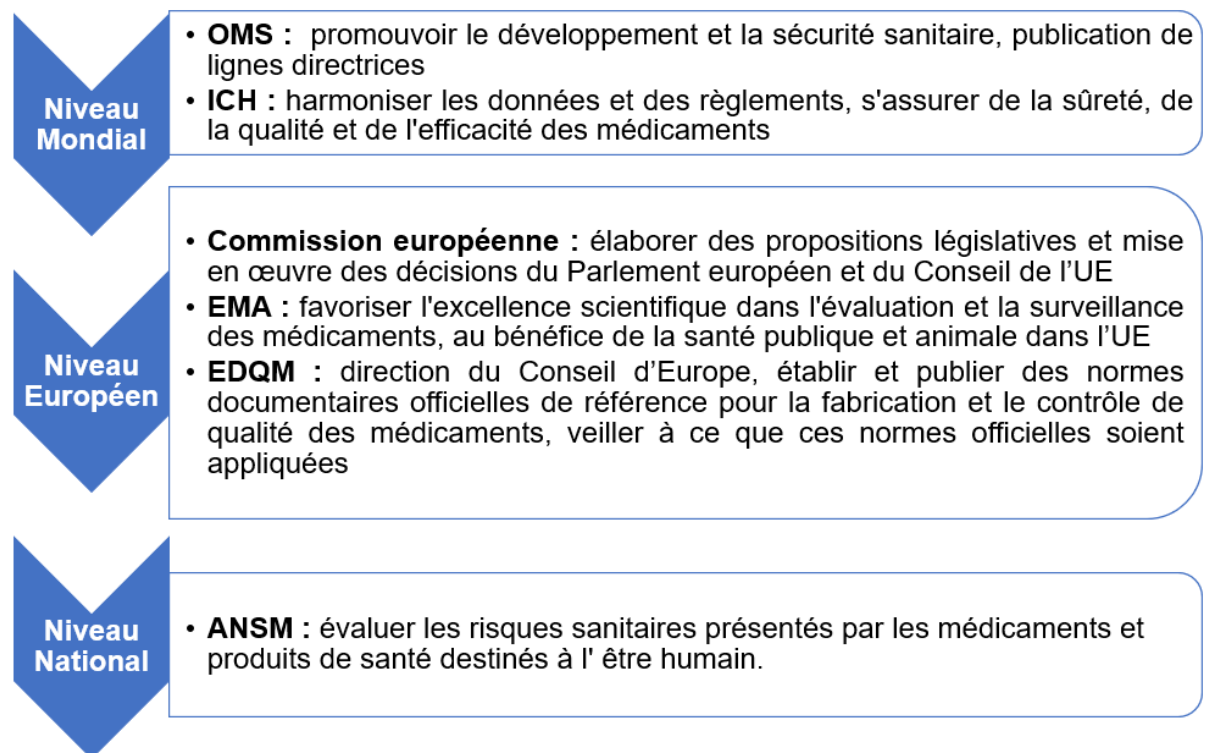 Niveau
Mondial
• OMS : promouvoir le développement et la sécurité sanitaire, publication de
lignes directrices
• ICH : harmoniser les données et des règlements, s'assurer de la sûreté, de
la qualité et de l'efficacité des médicaments
Niveau
Européen
• Commission européenne : élaborer des propositions législatives et mise
en œuvre des décisions du Parlement européen et du Conseil de l’UE
• EMA : favoriser l'excellence scientifique dans l'évaluation et la surveillance
des médicaments, au bénéfice de la santé publique et animale dans l’UE
• EDQM : direction du Conseil d’Europe, établir et publier des normes
documentaires officielles de référence pour la fabrication et le contrôle de
qualité des médicaments, veiller à ce que ces normes officielles soient
appliquées
Niveau
National
• ANSM : évaluer les risques sanitaires présentés par les médicaments et
produits de santé destinés à l' être humain.